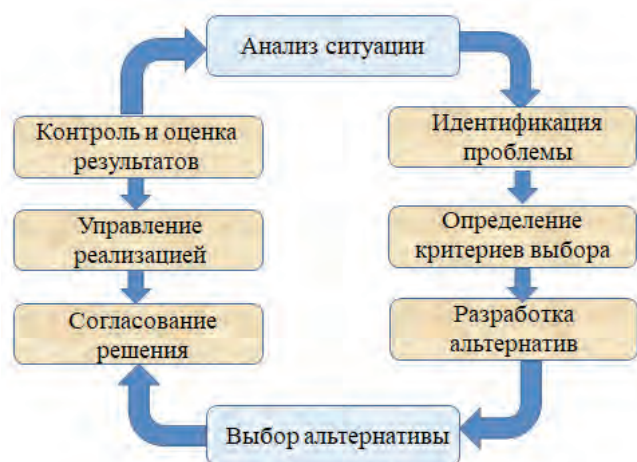 Анализ ситуации
Идентификация
проблемы
Определение
критериев выбора
Разработка
альтернатив
Выбор альтернативы
Согласование
решения
Управление
реализацией
Контроль и оценка
результатов